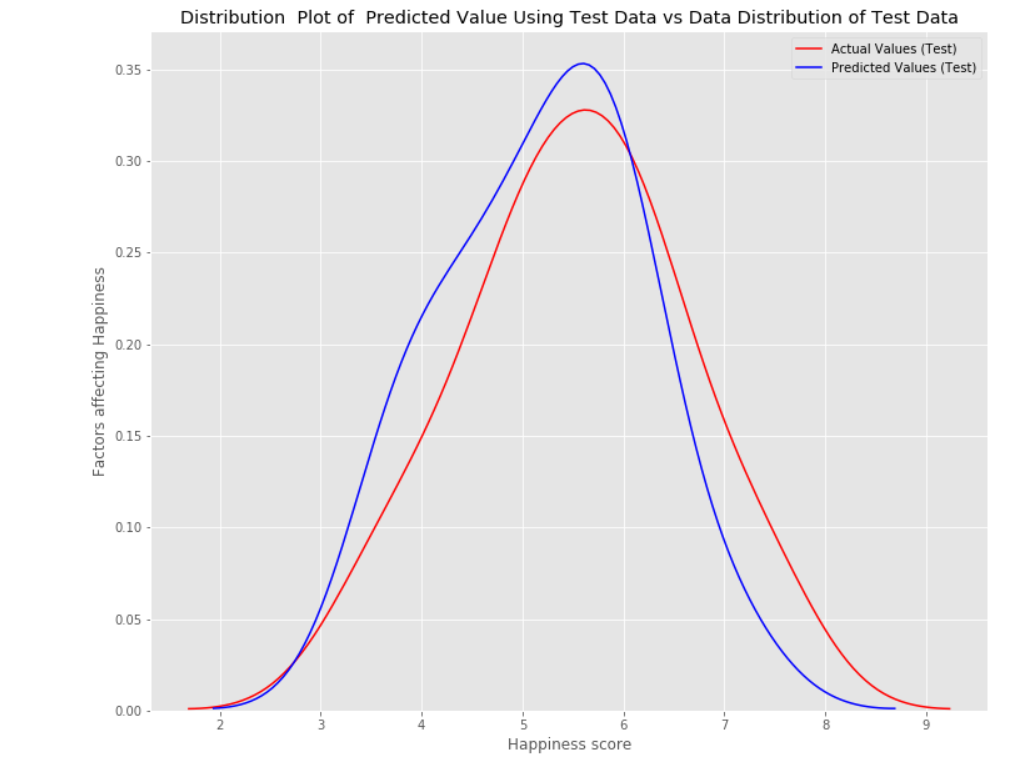 Distribution  Plot of  Predicted Value Using Test Data vs Data Distribution of Test Data
Actual Values (Test)
Predicted Values (Test)
Factors affecting Happiness
0.35
0.30
0.25
0.20
0.15
0.10
0.05
0.00
2 3 4 5 6 7 8 9
Happiness score